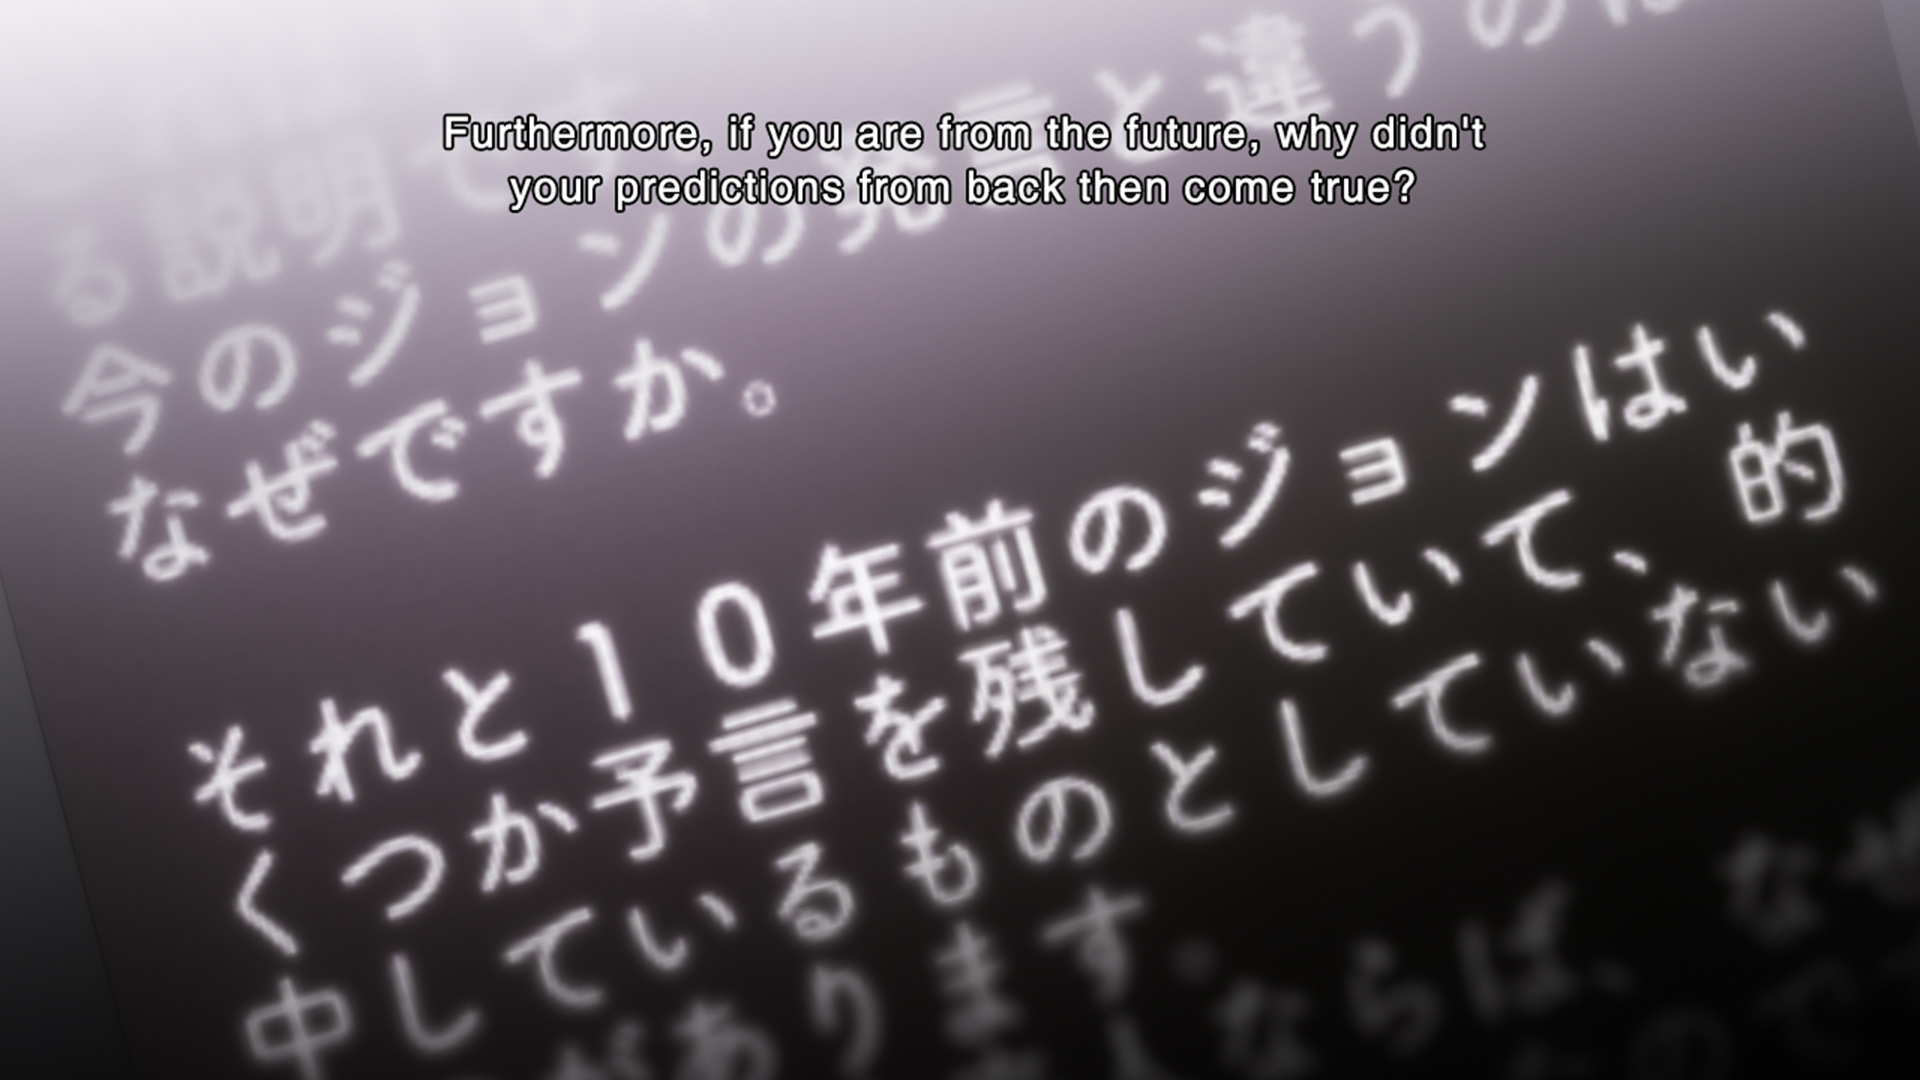 Furthermore, if you are from the future, why didn't
your predictions from back then come true?
る説明です
今のジョンの発言と違うのは
なぜですか。
それと１０年前のジョンはい
くつか予言を残していて、的
中しているものとしていない
があります。
ならば、なぜ